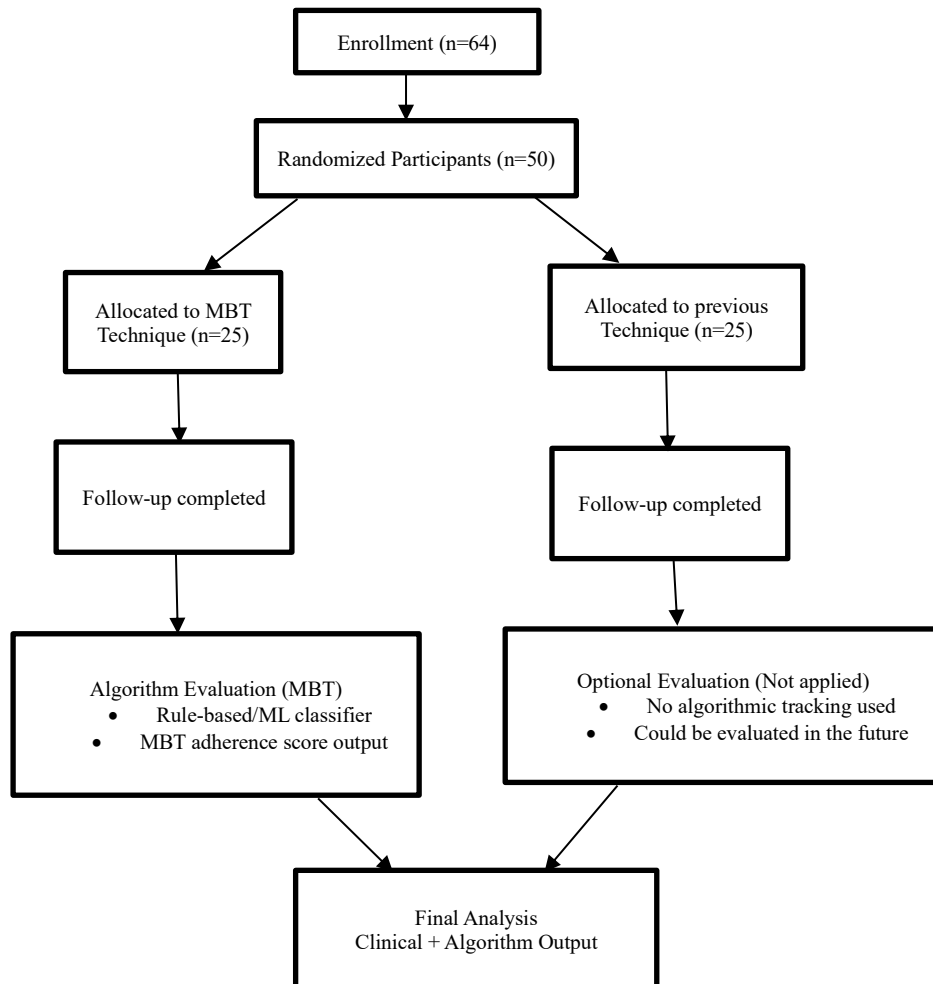 Enrollment (n=64)
Randomized Participants (n=50)
Allocated to MBT
Technique (n=25)
Allocated to previous
Technique (n=25)
Follow-up completed
Follow-up completed
Algorithm Evaluation (MBT)
• Rule-based/ML classifier
• MBT adherence score output
Optional Evaluation (Not applied)
• No algorithmic tracking used
• Could be evaluated in the future
Final Analysis
Clinical + Algorithm Output